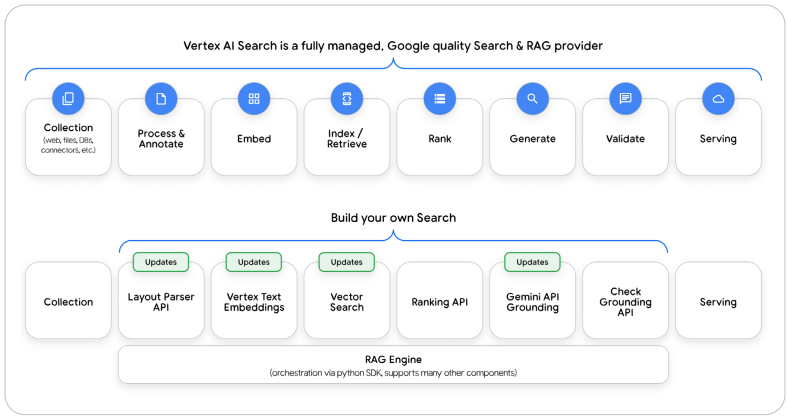 Vertex AI Search is a fully managed, Google quality Search & RAG provider
Collection
(web, files, DBs,
connectors, etc.)
Process &
Annotate
Embed
Index /
Retrieve
Rank
Generate
Validate
Serving
Build your own Search
Updates
Updates
Updates
Updates
Collection
Layout Parser
API
Vertex Text
Embeddings
Vector
Search
Ranking API
Gemini API
Grounding
Check
Grounding
API
Serving
RAG Engine
(orchestration via python SDK, supports many other components)